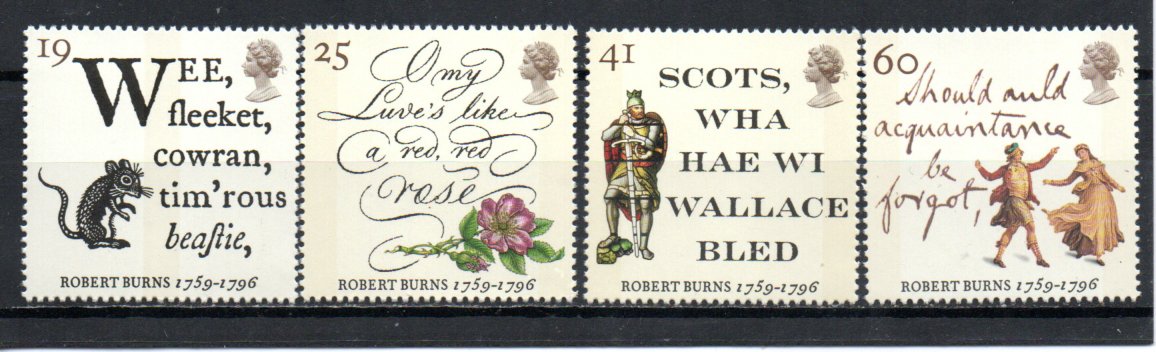 19
WEE,
fleeket,
cowran,
tim'rous
beaſtie,
ROBERT BURNS 1759-1796
25
O my
Luve's like
a red, red
rose
ROBERT BURNS 1759-1796
41
SCOTS,
WHA
HAE WI
WALLACE
BLED
ROBERT BURNS 1759-1796
60
Should auld
acquaintance
be
forgot,
ROBERT BURNS 1759-1796